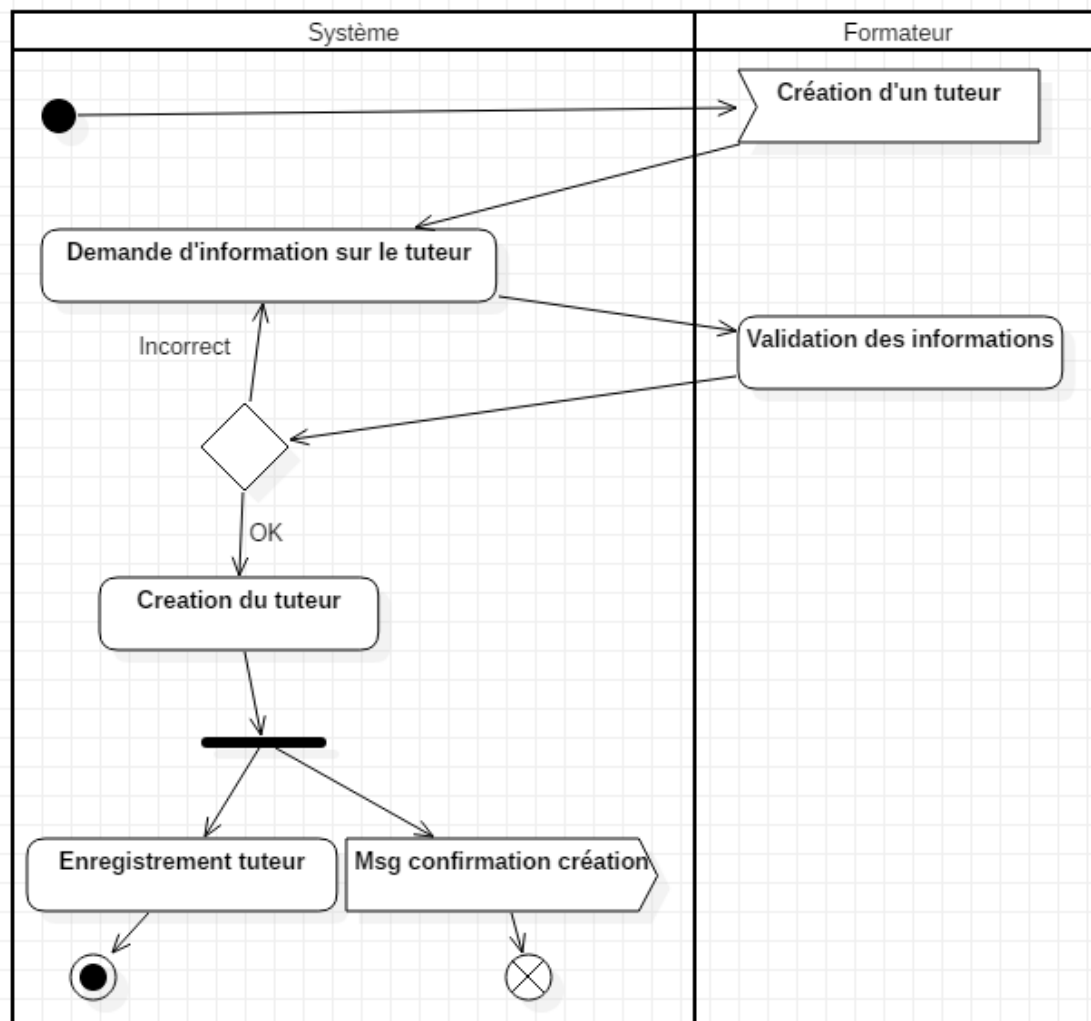 Système
Formateur
Création d'un tuteur
Demande d'information sur le tuteur
Validation des informations
Incorrect
OK
Creation du tuteur
Enregistrement tuteur
Msg confirmation création